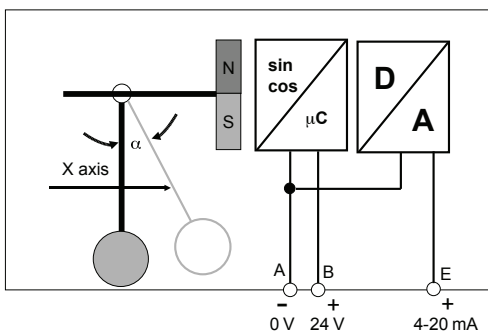 N
S
sin
cos
µC
D
A
α
X axis
A
B
E
-
+
+
0 V
24 V
4-20 mA